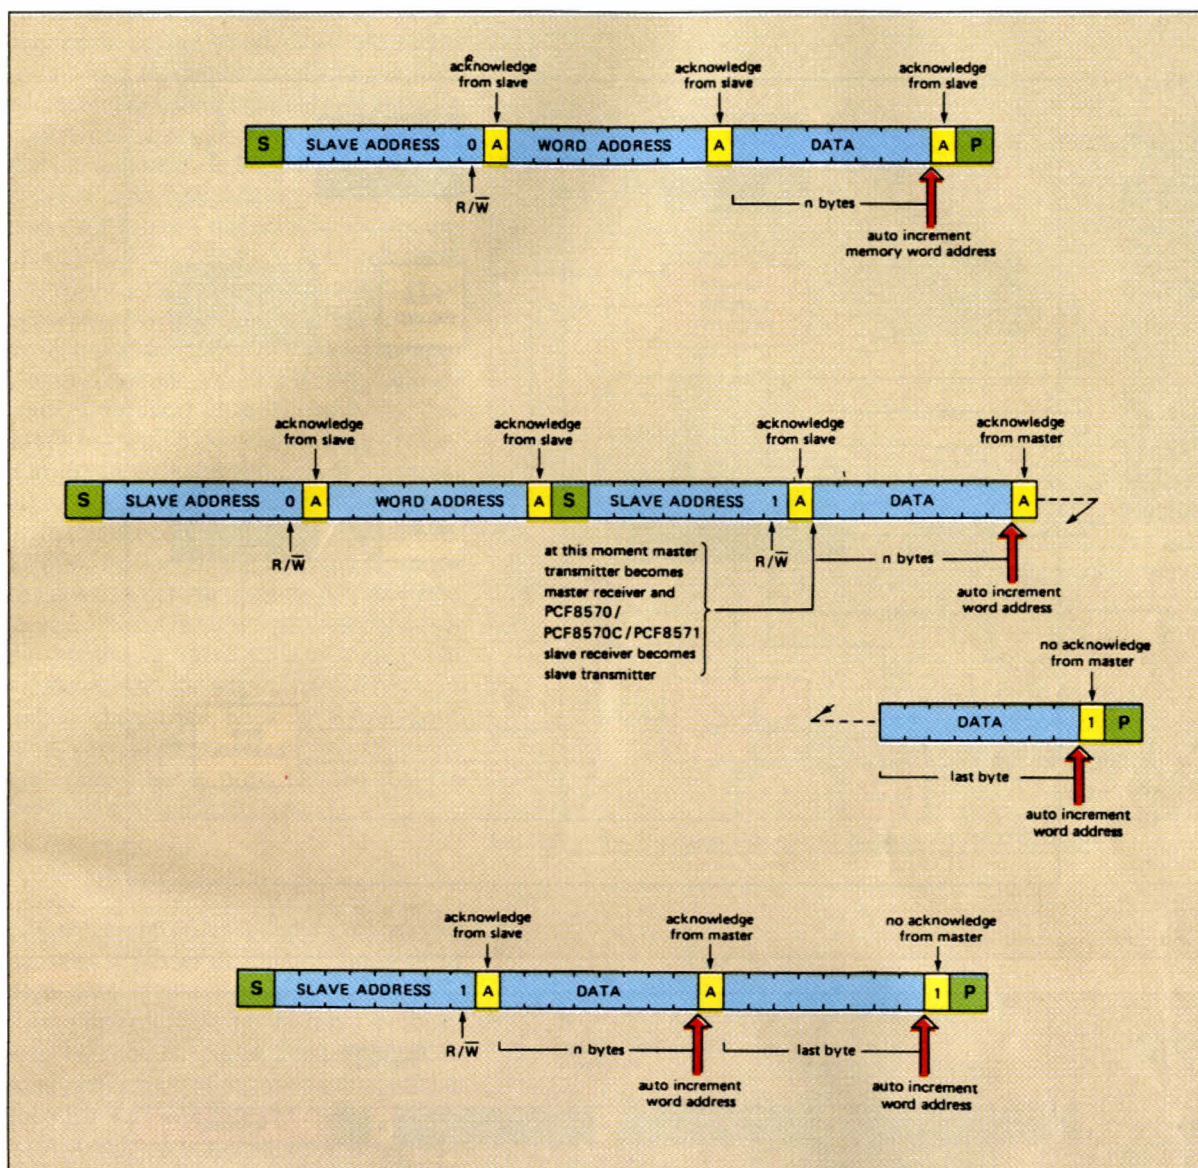 acknowledge from slave
acknowledge from slave
acknowledge from slave
S SLAVE ADDRESS 0 A WORD ADDRESS A DATA A P
R/W̅
n bytes
auto increment
memory word address
acknowledge from slave
acknowledge from slave
acknowledge from slave
acknowledge from master
S SLAVE ADDRESS 0 A WORD ADDRESS A S SLAVE ADDRESS 1 A DATA A
R/W̅
at this moment master
transmitter becomes
master receiver and
PCF8570/
PCF8570C/PCF8571
slave receiver becomes
slave transmitter
R/W̅
n bytes
auto increment
word address
no acknowledge
from master
DATA 1 P
last byte
auto increment
word address
acknowledge from slave
acknowledge from master
no acknowledge from master
S SLAVE ADDRESS 1 A DATA A 1 P
R/W̅
n bytes
last byte
auto increment
word address
auto increment
word address